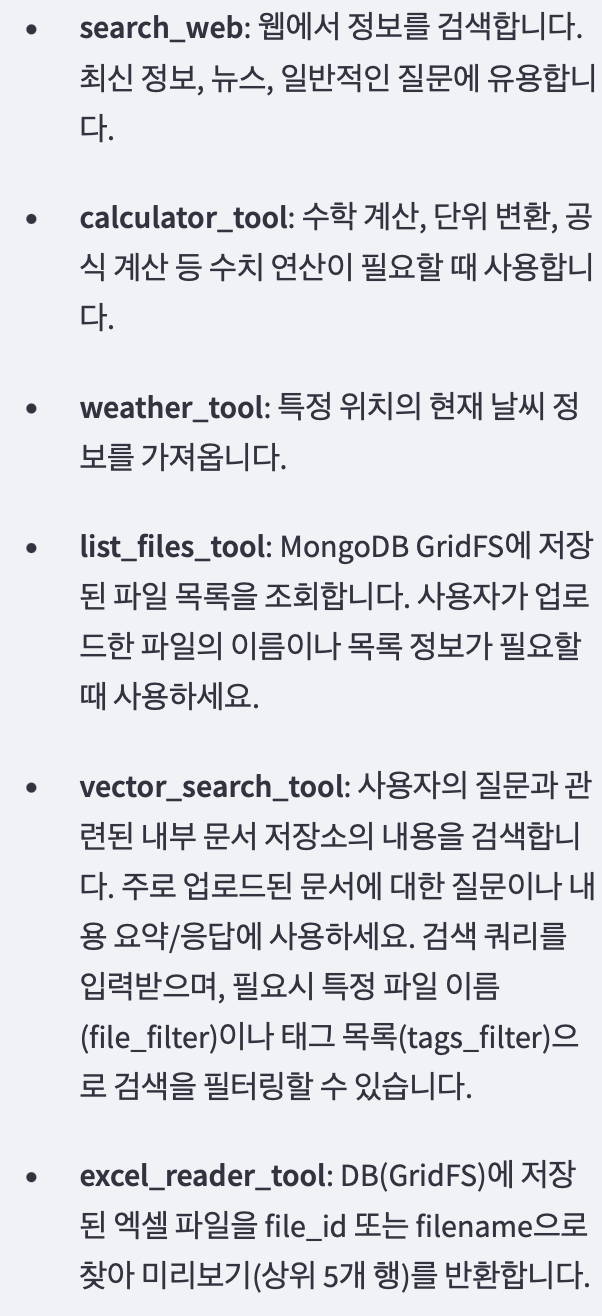 • search_web: 웹에서 정보를 검색합니다.
최신 정보, 뉴스, 일반적인 질문에 유용합니
다.
• calculator_tool: 수학 계산, 단위 변환, 공
식 계산 등 수치 연산이 필요할 때 사용합니
다.
• weather_tool: 특정 위치의 현재 날씨 정
보를 가져옵니다.
• list_files_tool: MongoDB GridFS에 저장
된 파일 목록을 조회합니다. 사용자가 업로
드한 파일의 이름이나 목록 정보가 필요할
때 사용하세요.
• vector_search_tool: 사용자의 질문과 관
련된 내부 문서 저장소의 내용을 검색합니
다. 주로 업로드된 문서에 대한 질문이나 내
용 요약/응답에 사용하세요. 검색 쿼리를
입력받으며, 필요시 특정 파일 이름
(file_filter)이나 태그 목록(tags_filter)으
로 검색을 필터링할 수 있습니다.
• excel_reader_tool: DB(GridFS)에 저장
된 엑셀 파일을 file_id 또는 filename으로
찾아 미리보기(상위 5개 행)를 반환합니다.